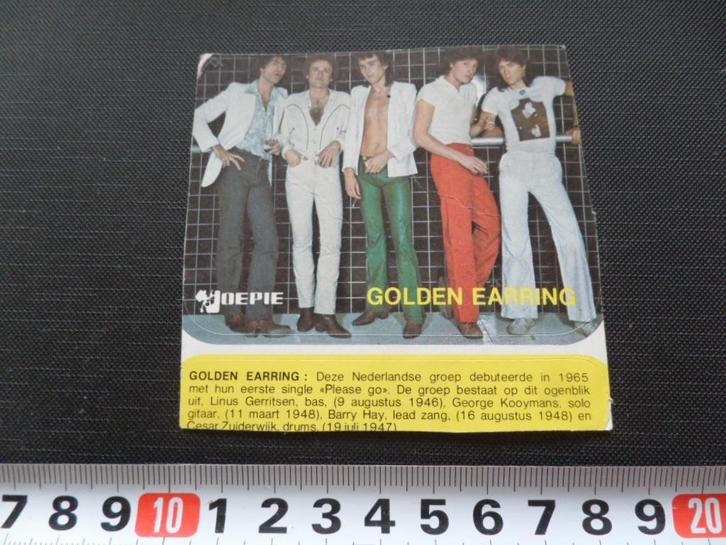 JOEPIE
GOLDEN EARRING
GOLDEN EARRING : Deze Nederlandse groep debuteerde in 1965
met hun eerste single «Please go». De groep bestaat op dit ogenblik
uit, Linus Gerritsen, bas, (9 augustus 1946), George Kooymans, solo
gitaar, (11 maart 1948), Barry Hay, lead zang, (16 augustus 1948) en
Cesar Zuiderwijk, drums, (19 juli 1947)
7 8 9 10 1 2 3 4 5 6 7 8 9 20